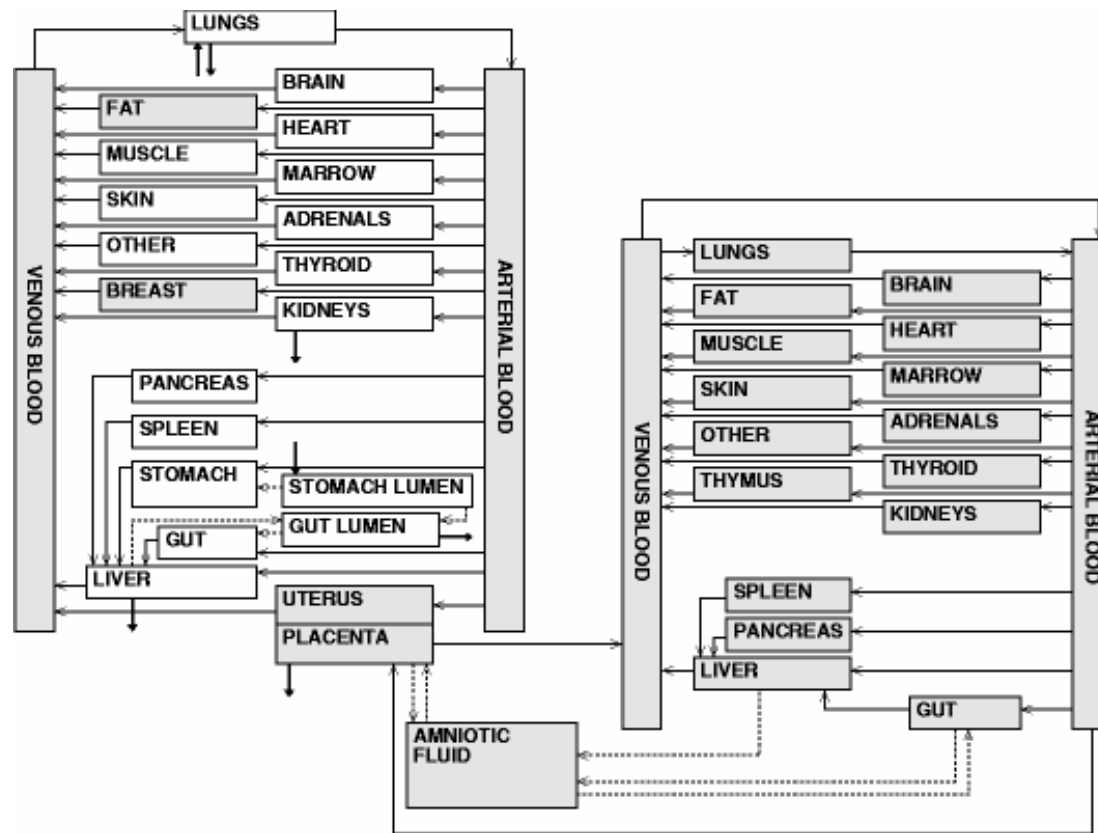 LUNGS
BRAIN
FAT
HEART
MUSCLE
MARROW
SKIN
ADRENALS
OTHER
THYROID
BREAST
KIDNEYS
VENOUS BLOOD
ARTERIAL BLOOD
PANCREAS
SPLEEN
STOMACH
STOMACH LUMEN
GUT LUMEN
GUT
LIVER
UTERUS
PLACENTA
AMNIOTIC
FLUID
LUNGS
BRAIN
FAT
HEART
MUSCLE
MARROW
SKIN
ADRENALS
OTHER
THYROID
THYMUS
KIDNEYS
VENOUS BLOOD
ARTERIAL BLOOD
SPLEEN
PANCREAS
LIVER
GUT